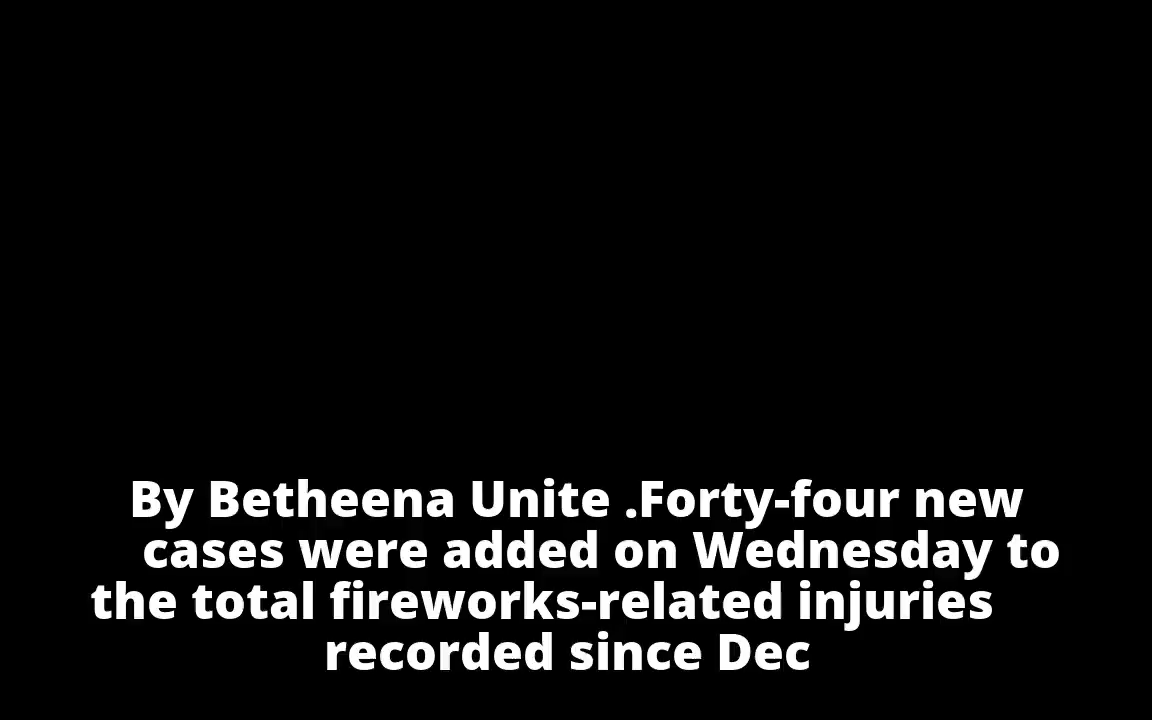 By Betheena Unite .Forty-four new
cases were added on Wednesday to
the total fireworks-related injuries
recorded since Dec